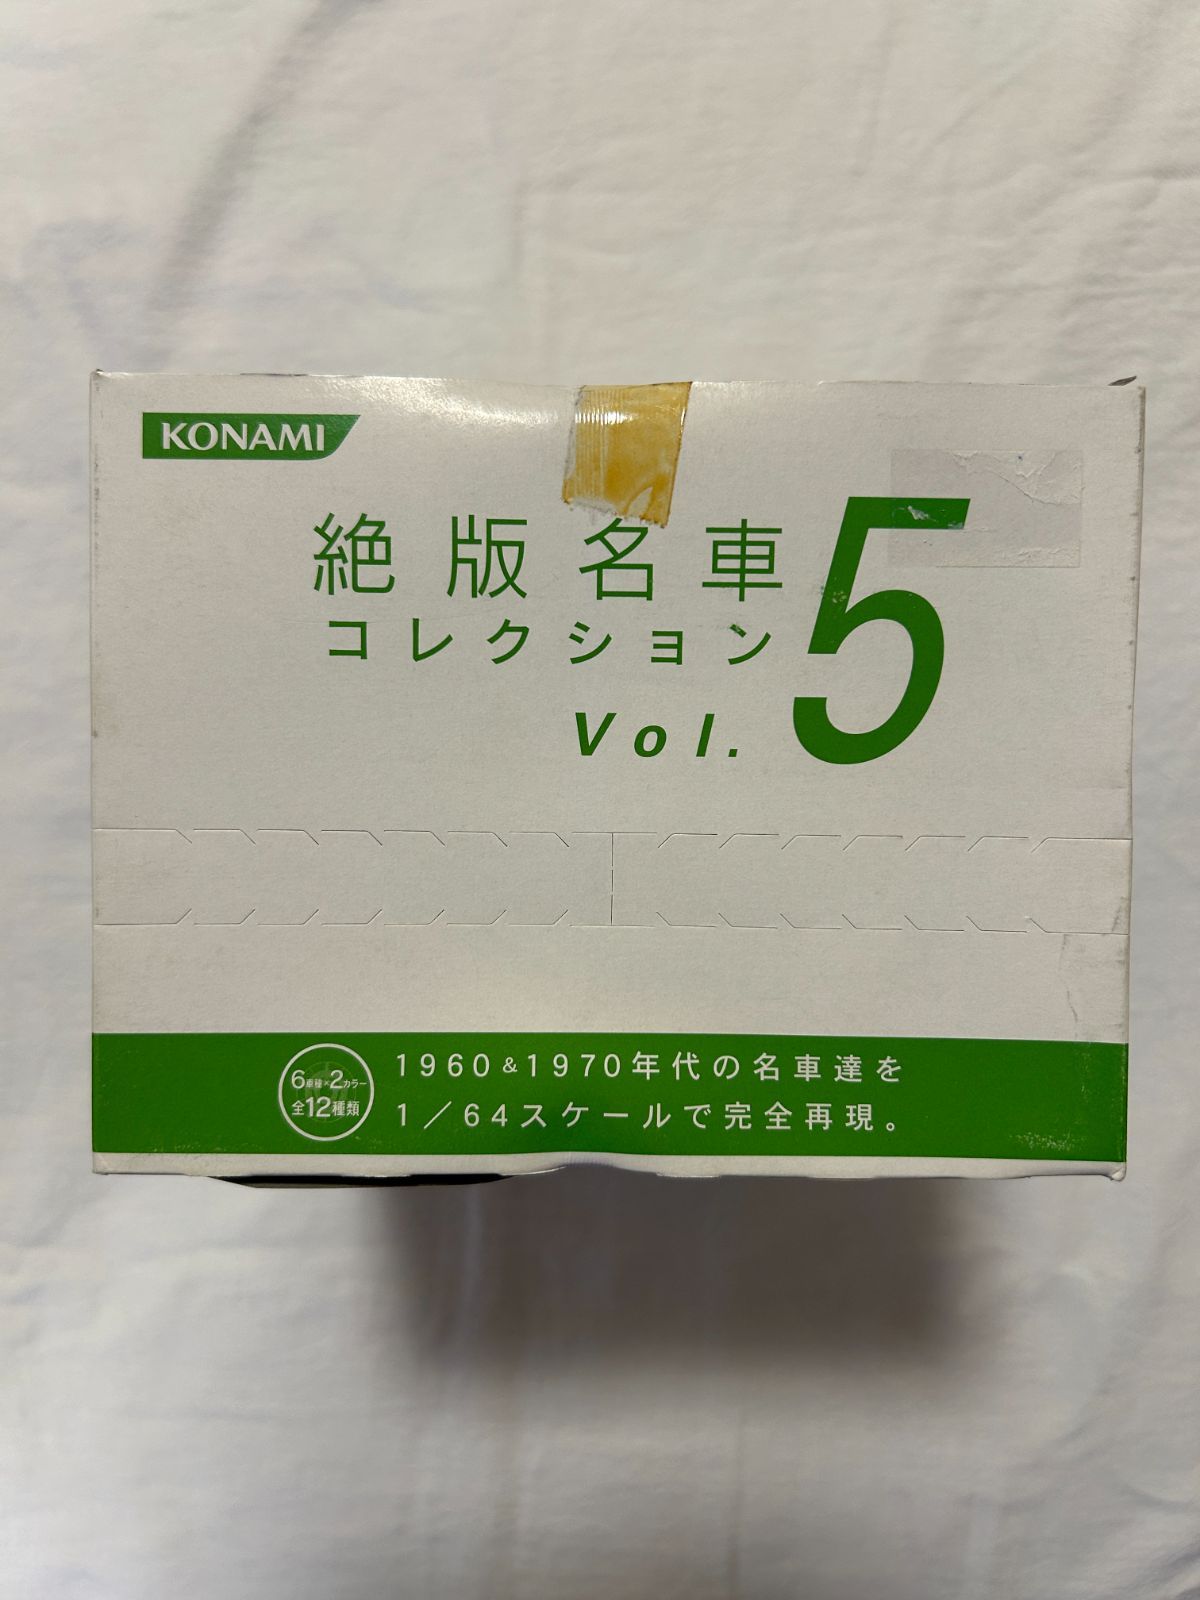 KONAMI
絶版名車
コレクション
Vol. 5
6車種×2カラー
全12種類
1960&1970年代の名車達を
1/64スケールで完全再現。